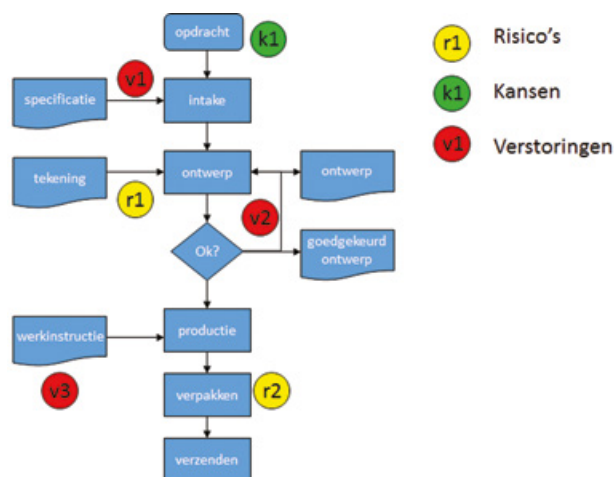 opdracht
k1
r1
Risico's
v1
specificatie
intake
k1
Kansen
v1
Verstoringen
tekening
r1
ontwerp
ontwerp
v2
Ok?
goedgekeurd
ontwerp
werkinstructie
productie
v3
verpakken
r2
verzenden